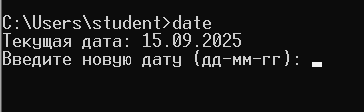 C:\Users\student>date
Текущая дата: 15.09.2025
Введите новую дату (дд-мм-гг):